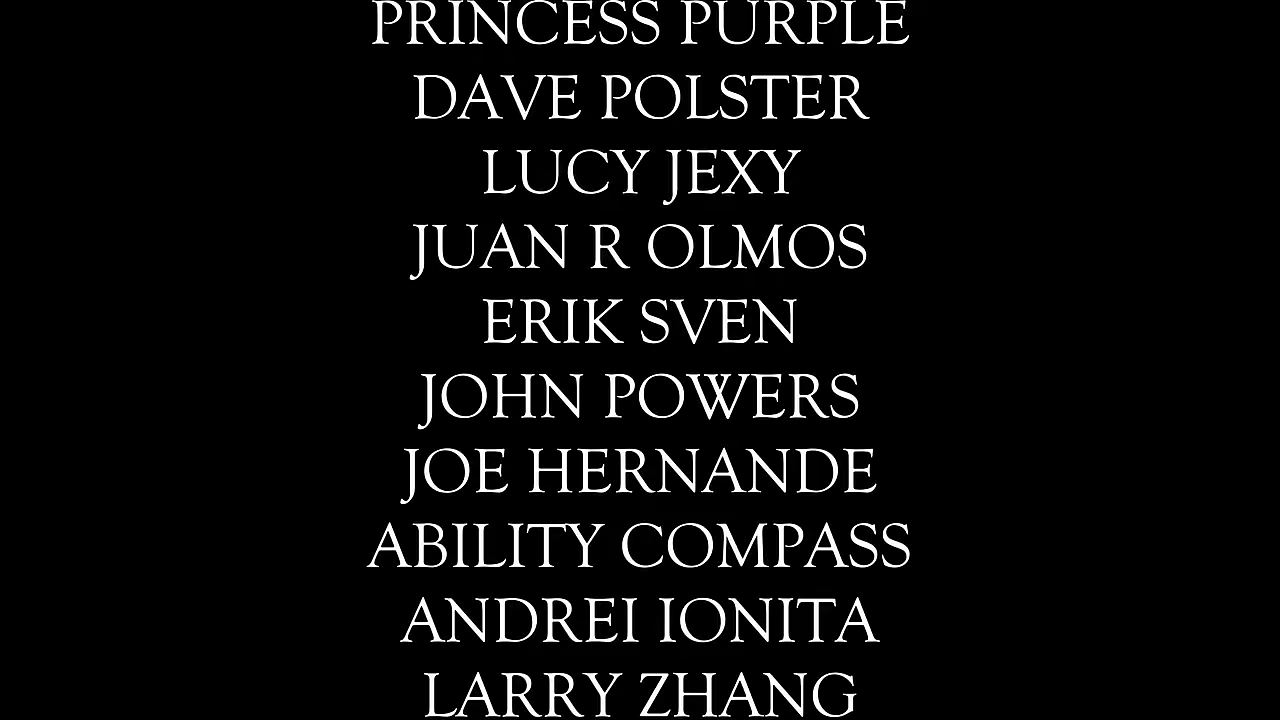 PRINCESS PURPLE
DAVE POLSTER
LUCY JEXY
JUAN R OLMOS
ERIK SVEN
JOHN POWERS
JOE HERNANDE
ABILITY COMPASS
ANDREI IONITA
LARRY ZHANG